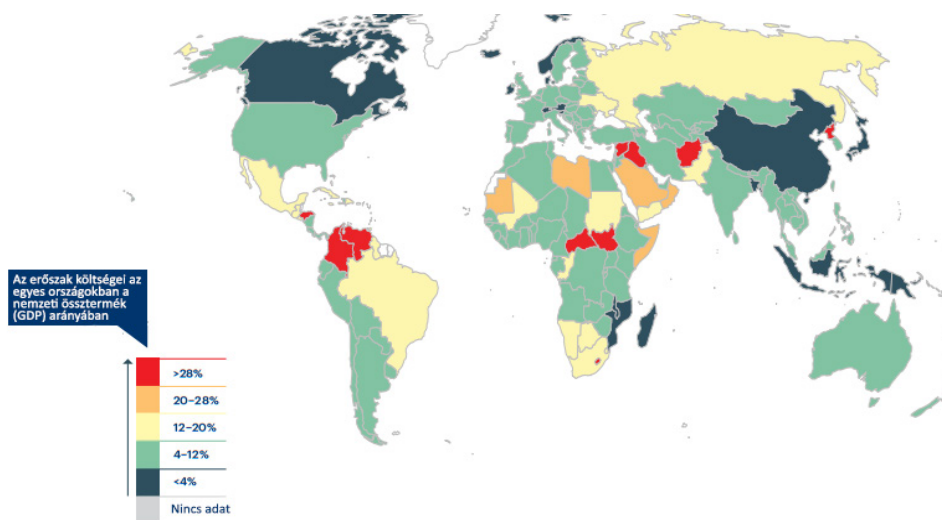 Az erőszak költségei az
egyes országokban a
nemzeti össztermék
(GDP) arányában
>28%
20–28%
12–20%
4–12%
<4%
Nincs adat